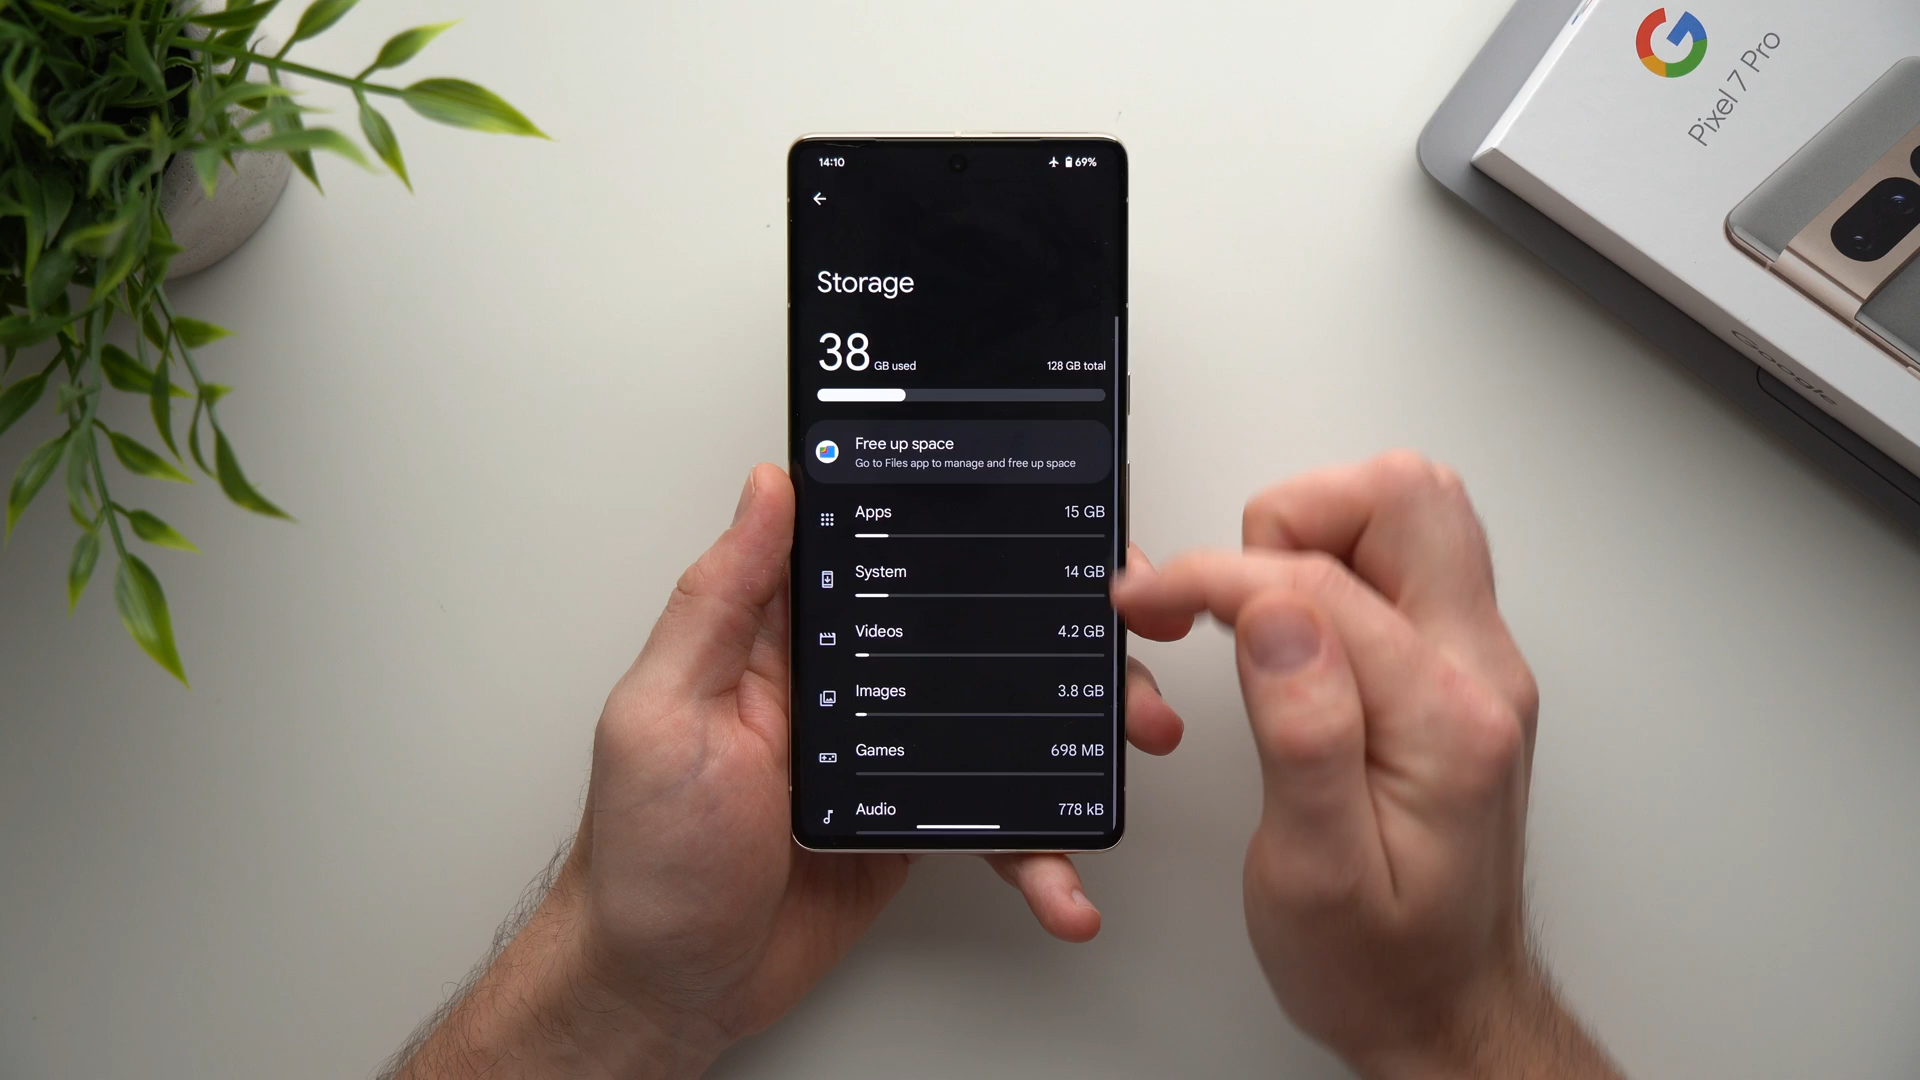 14:10
69%
Storage
38 GB used
128 GB total
Free up space
Go to Files app to manage and free up space
Apps
15 GB
System
14 GB
Videos
4.2 GB
Images
3.8 GB
Games
698 MB
Audio
778 kB
G
Pixel 7 Pro
Google